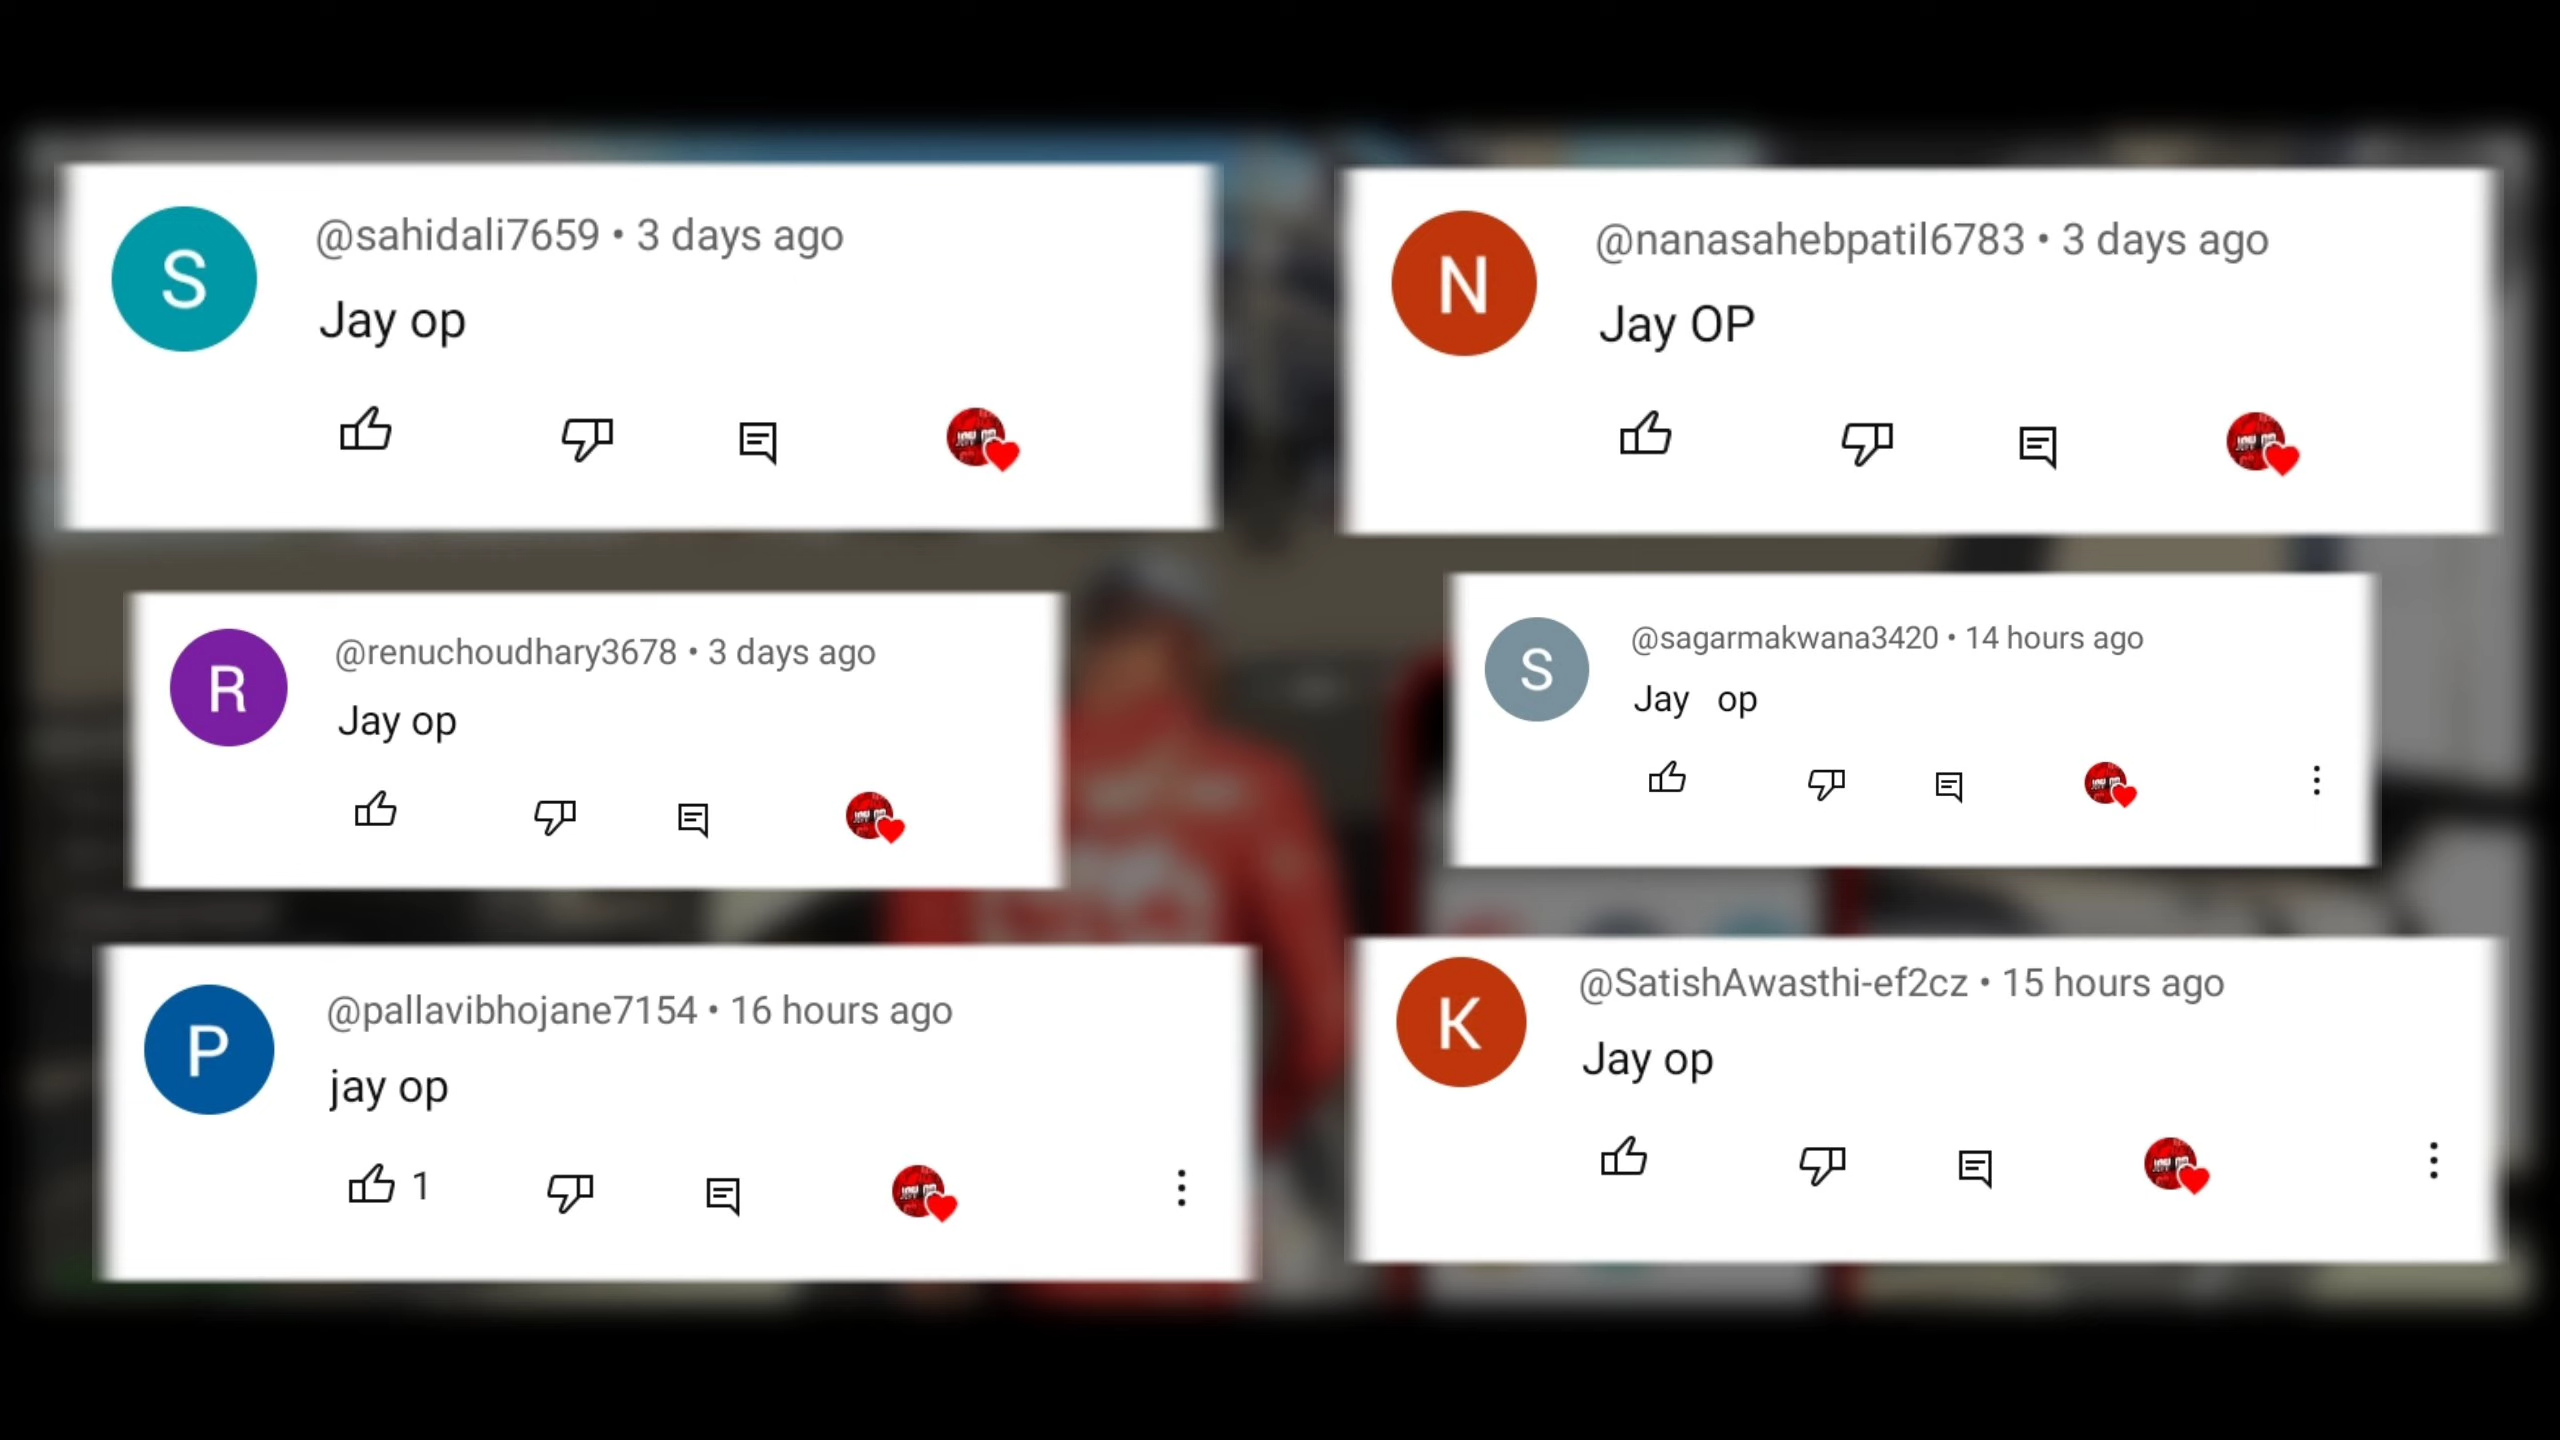 S
@sahidali7659 • 3 days ago
Jay op
N
@nanasahebpatil6783 • 3 days ago
Jay OP
R
@renuchoudhary3678 • 3 days ago
Jay op
S
@sagarmakwana3420 • 14 hours ago
Jay op
P
@pallavibhojane7154 • 16 hours ago
jay op
1
K
@SatishAwasthi-ef2cz • 15 hours ago
Jay op